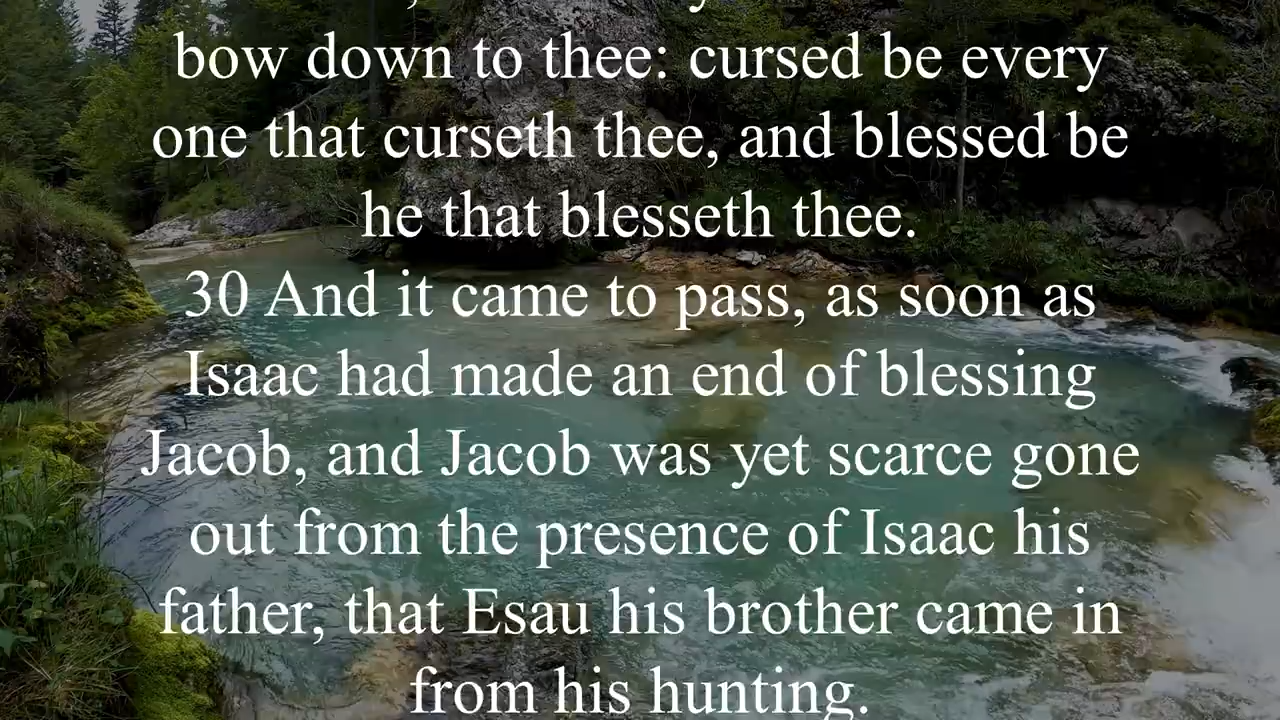 bow down to thee: cursed be every
one that curseth thee, and blessed be
he that blesseth thee.
30 And it came to pass, as soon as
Isaac had made an end of blessing
Jacob, and Jacob was yet scarce gone
out from the presence of Isaac his
father, that Esau his brother came in
from his hunting.